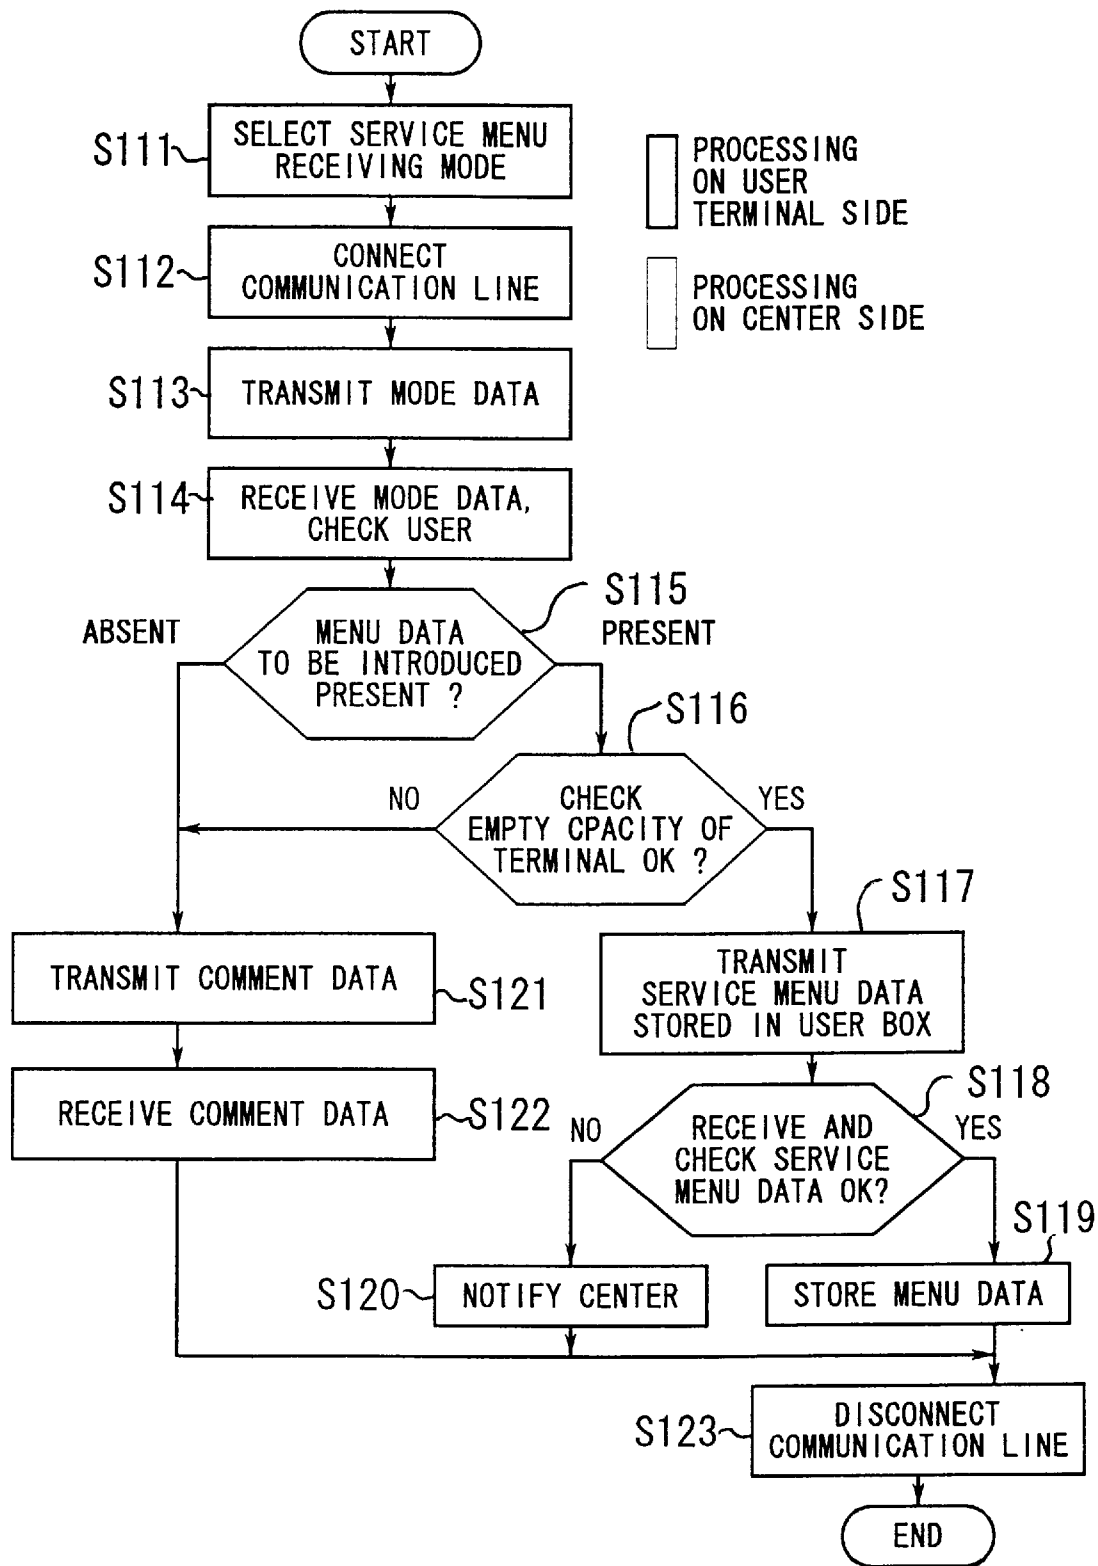 START
S111
SELECT SERVICE MENU
RECEIVING MODE
PROCESSING
ON USER
TERMINAL SIDE
S112
CONNECT
COMMUNICATION LINE
PROCESSING
ON CENTER SIDE
S113
TRANSMIT MODE DATA
S114
RECEIVE MODE DATA,
CHECK USER
S115
ABSENT
MENU DATA
TO BE INTRODUCED
PRESENT ?
PRESENT
S116
NO
CHECK
EMPTY CPACITY OF
TERMINAL OK ?
YES
S117
TRANSMIT COMMENT DATA
S121
TRANSMIT
SERVICE MENU DATA
STORED IN USER BOX
RECEIVE COMMENT DATA
S122
S118
NO
RECEIVE AND
CHECK SERVICE
MENU DATA OK?
YES
S119
S120
NOTIFY CENTER
STORE MENU DATA
S123
DISCONNECT
COMMUNICATION LINE
END